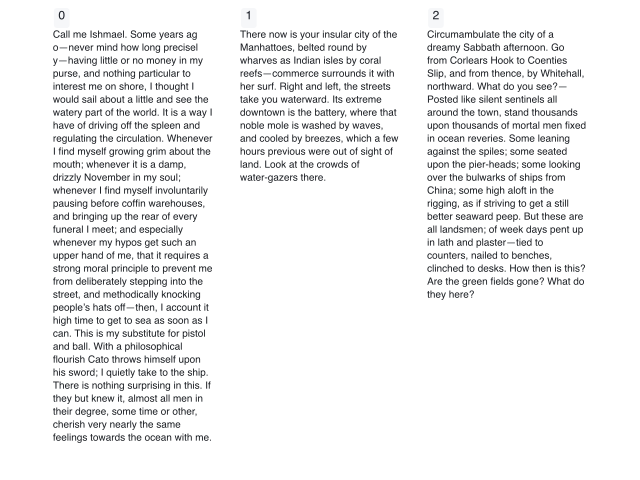 0
Call me Ishmael. Some years ag
o—never mind how long precisel
y—having little or no money in my
purse, and nothing particular to
interest me on shore, I thought I
would sail about a little and see the
watery part of the world. It is a way I
have of driving off the spleen and
regulating the circulation. Whenever
I find myself growing grim about the
mouth; whenever it is a damp,
drizzly November in my soul;
whenever I find myself involuntarily
pausing before coffin warehouses,
and bringing up the rear of every
funeral I meet; and especially
whenever my hypos get such an
upper hand of me, that it requires a
strong moral principle to prevent me
from deliberately stepping into the
street, and methodically knocking
people's hats off—then, I account it
high time to get to sea as soon as I
can. This is my substitute for pistol
and ball. With a philosophical
flourish Cato throws himself upon
his sword; I quietly take to the ship.
There is nothing surprising in this. If
they but knew it, almost all men in
their degree, some time or other,
cherish very nearly the same
feelings towards the ocean with me.
1
There now is your insular city of the
Manhattoes, belted round by
wharves as Indian isles by coral
reefs—commerce surrounds it with
her surf. Right and left, the streets
take you waterward. Its extreme
downtown is the battery, where that
noble mole is washed by waves,
and cooled by breezes, which a few
hours previous were out of sight of
land. Look at the crowds of
water-gazers there.
2
Circumambulate the city of a
dreamy Sabbath afternoon. Go
from Corlears Hook to Coenties
Slip, and from thence, by Whitehall,
northward. What do you see?—
Posted like silent sentinels all
around the town, stand thousands
upon thousands of mortal men fixed
in ocean reveries. Some leaning
against the spiles; some seated
upon the pier-heads; some looking
over the bulwarks of ships from
China; some high aloft in the
rigging, as if striving to get a still
better seaward peep. But these are
all landsmen; of week days pent up
in lath and plaster—tied to
counters, nailed to benches,
clinched to desks. How then is this?
Are the green fields gone? What do
they here?